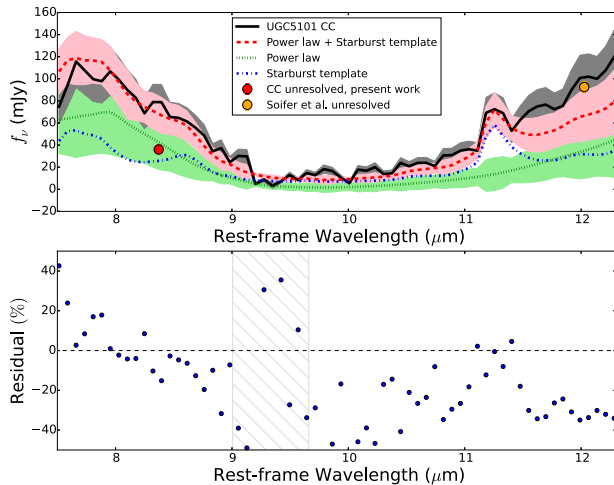 160
140
120
100
80
60
40
20
0
−20
f_ν (mJy)
UGC5101 CC
Power law + Starburst template
Power law
Starburst template
CC unresolved, present work
Soifer et al. unresolved
8 9 10 11 12
Rest-frame Wavelength (μm)
40
20
0
−20
−40
Residual (%)
8 9 10 11 12
Rest-frame Wavelength (μm)